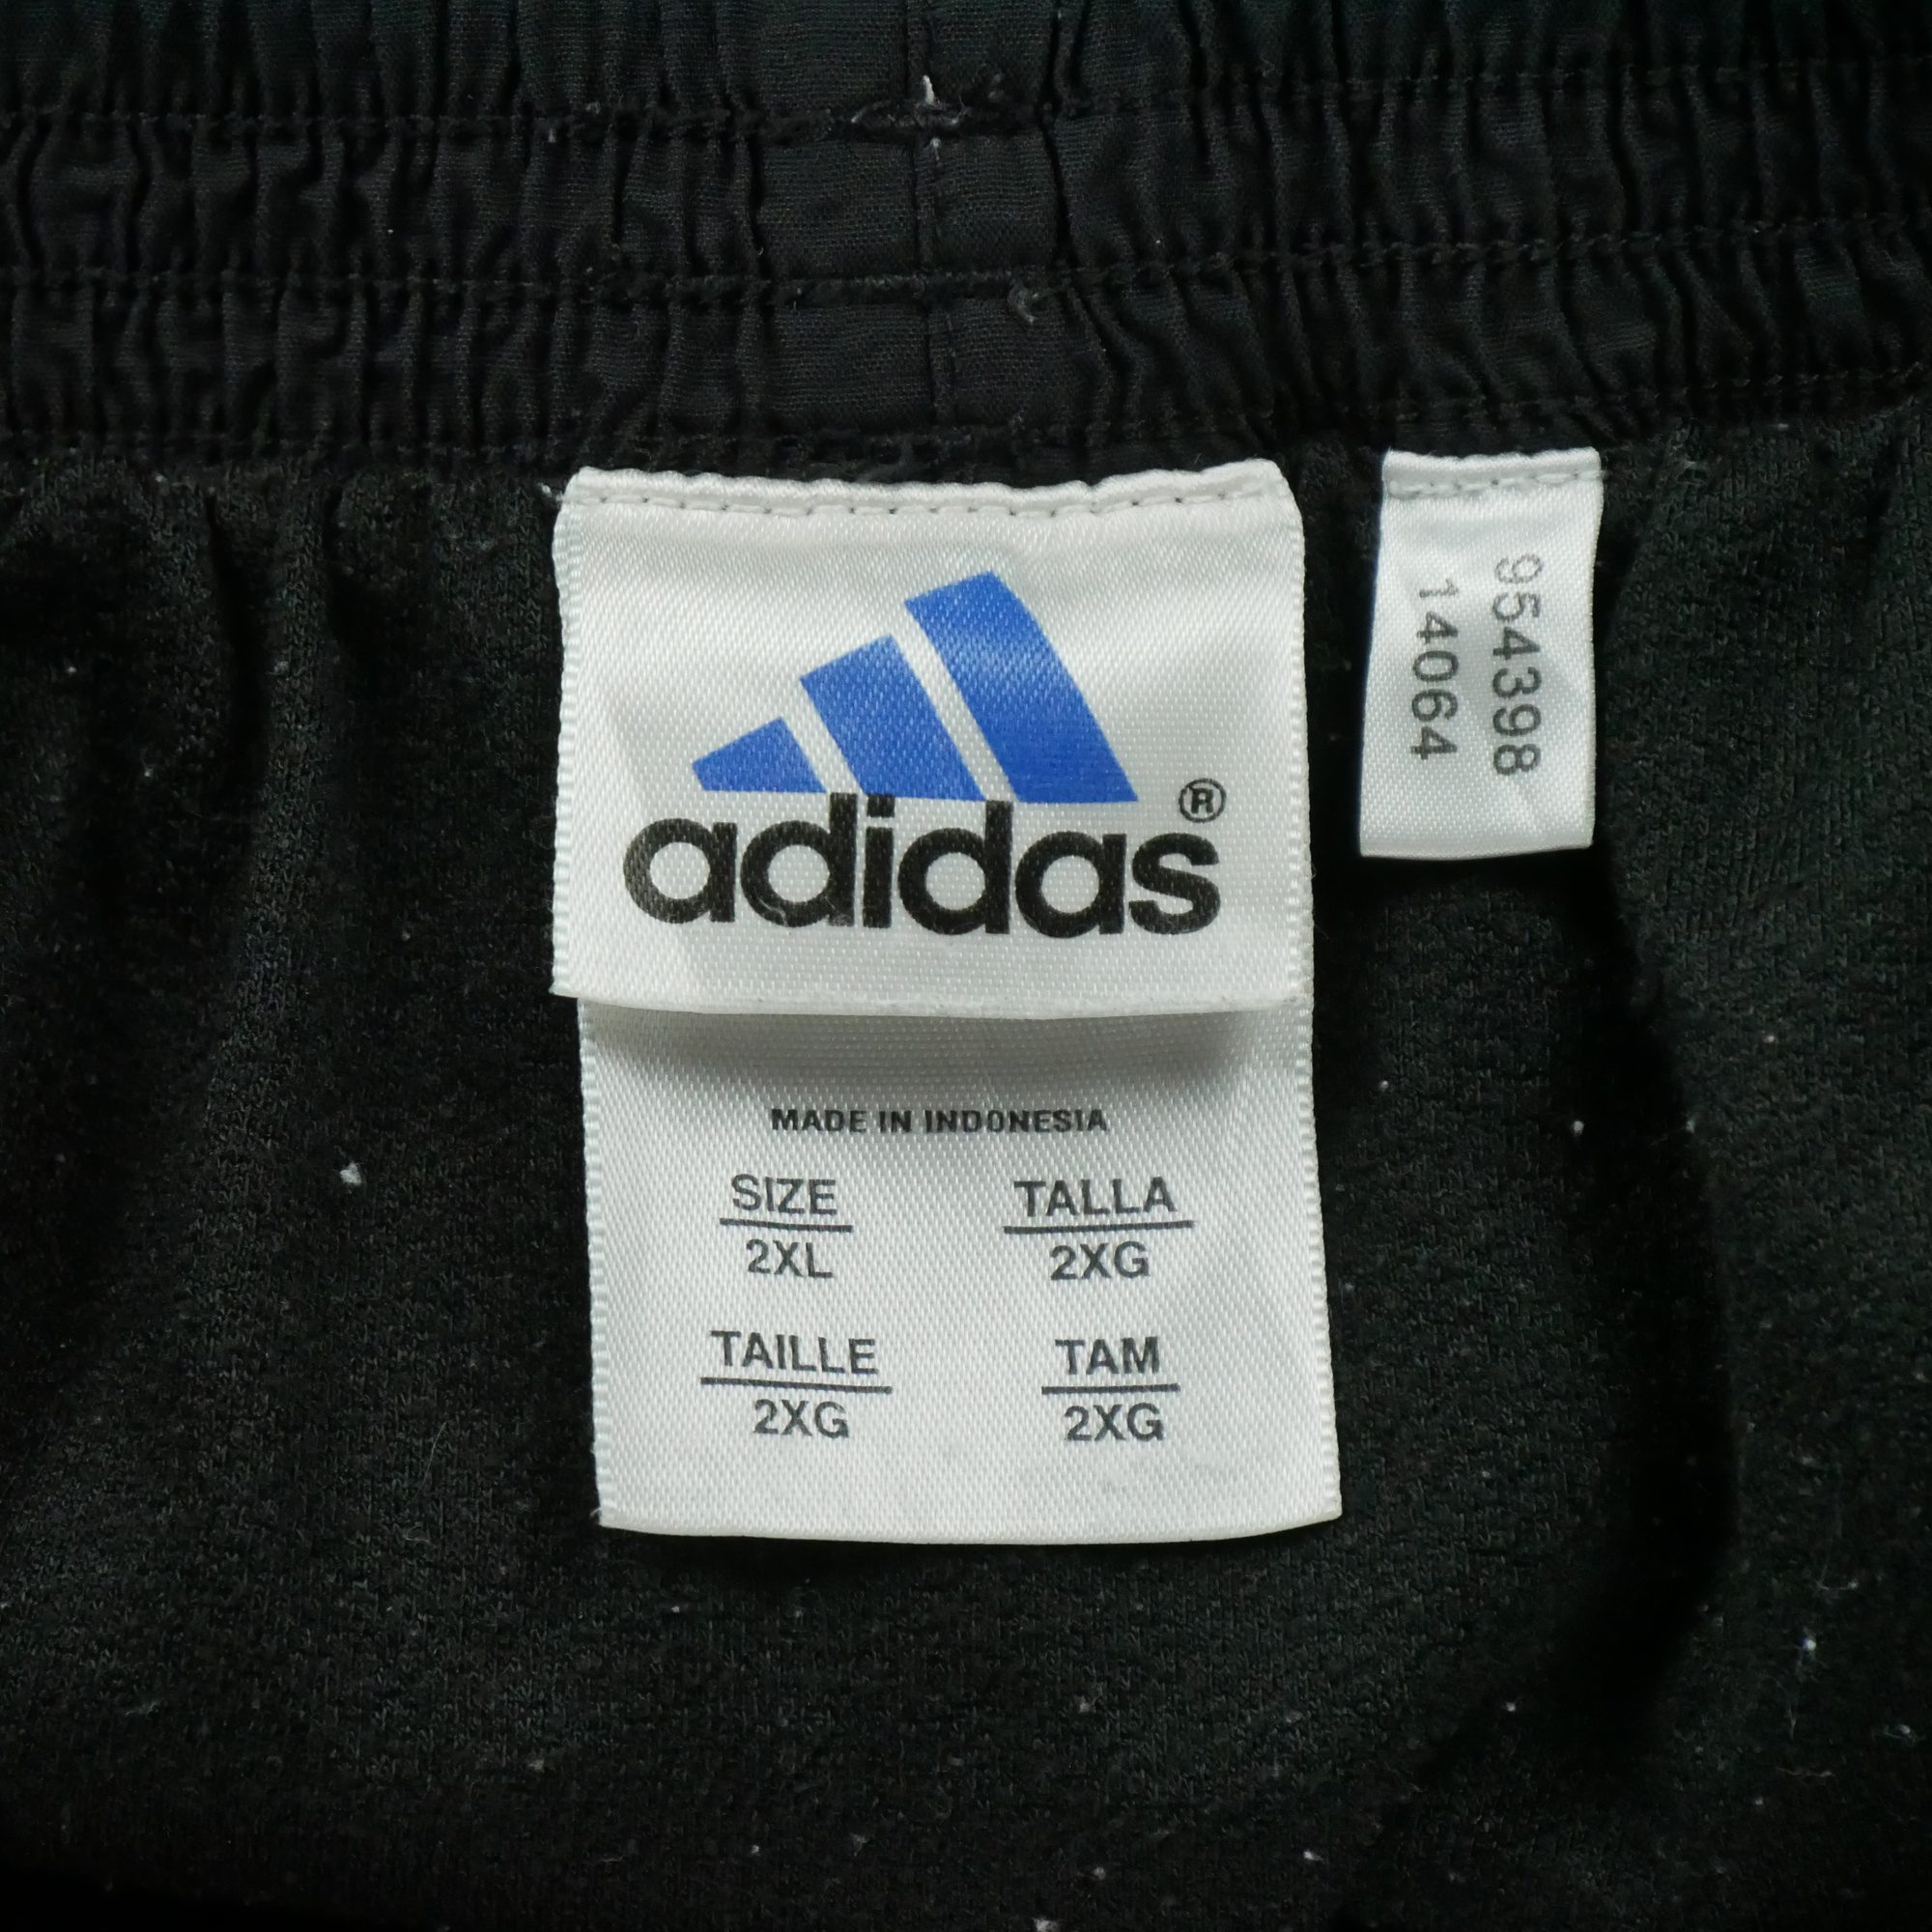 adidas®
MADE IN INDONESIA
SIZE
2XL
TALLA
2XG
TAILLE
2XG
TAM
2XG
954398
14064